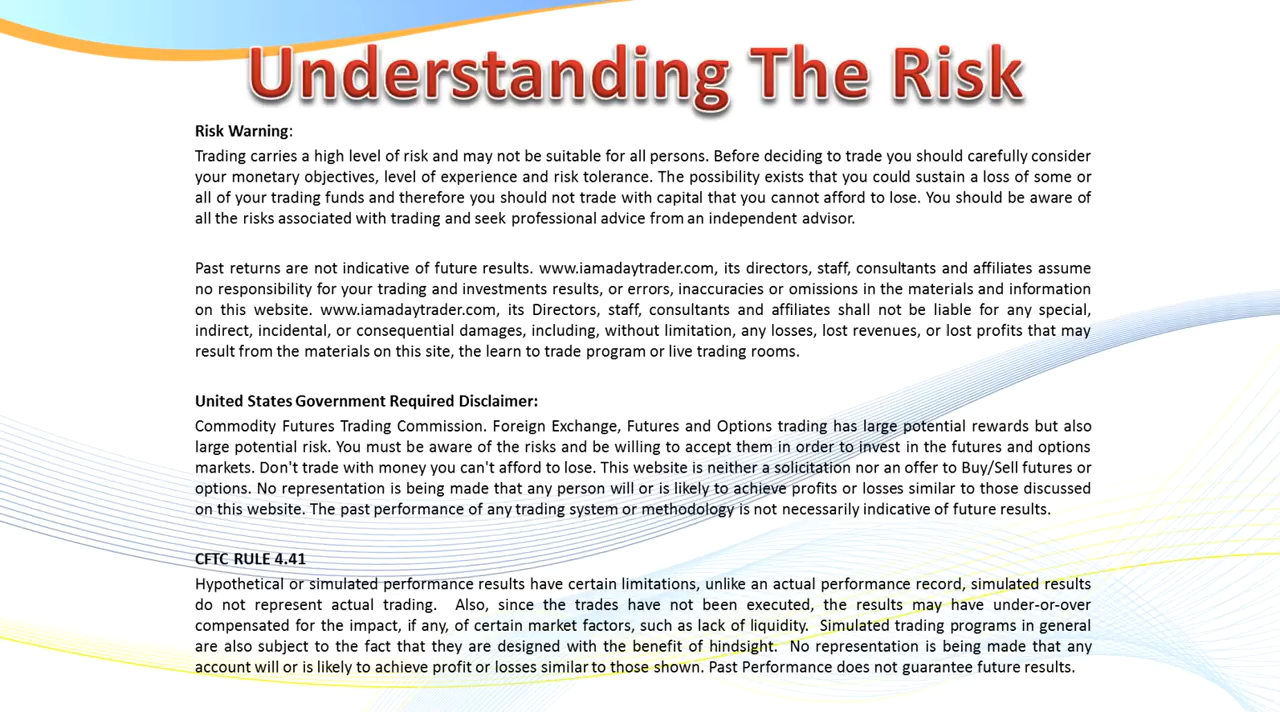 Understanding The Risk
Risk Warning:
Trading carries a high level of risk and may not be suitable for all persons. Before deciding to trade you should carefully consider
your monetary objectives, level of experience and risk tolerance. The possibility exists that you could sustain a loss of some or
all of your trading funds and therefore you should not trade with capital that you cannot afford to lose. You should be aware of
all the risks associated with trading and seek professional advice from an independent advisor.
Past returns are not indicative of future results. www.iamadaytrader.com, its directors, staff, consultants and affiliates assume
no responsibility for your trading and investments results, or errors, inaccuracies or omissions in the materials and information
on this website. www.iamadaytrader.com, its Directors, staff, consultants and affiliates shall not be liable for any special,
indirect, incidental, or consequential damages, including, without limitation, any losses, lost revenues, or lost profits that may
result from the materials on this site, the learn to trade program or live trading rooms.
United States Government Required Disclaimer:
Commodity Futures Trading Commission. Foreign Exchange, Futures and Options trading has large potential rewards but also
large potential risk. You must be aware of the risks and be willing to accept them in order to invest in the futures and options
markets. Don't trade with money you can't afford to lose. This website is neither a solicitation nor an offer to Buy/Sell futures or
options. No representation is being made that any person will or is likely to achieve profits or losses similar to those discussed
on this website. The past performance of any trading system or methodology is not necessarily indicative of future results.
CFTC RULE 4.41
Hypothetical or simulated performance results have certain limitations, unlike an actual performance record, simulated results
do not represent actual trading. Also, since the trades have not been executed, the results may have under-or-over
compensated for the impact, if any, of certain market factors, such as lack of liquidity. Simulated trading programs in general
are also subject to the fact that they are designed with the benefit of hindsight. No representation is being made that any
account will or is likely to achieve profit or losses similar to those shown. Past Performance does not guarantee future results.